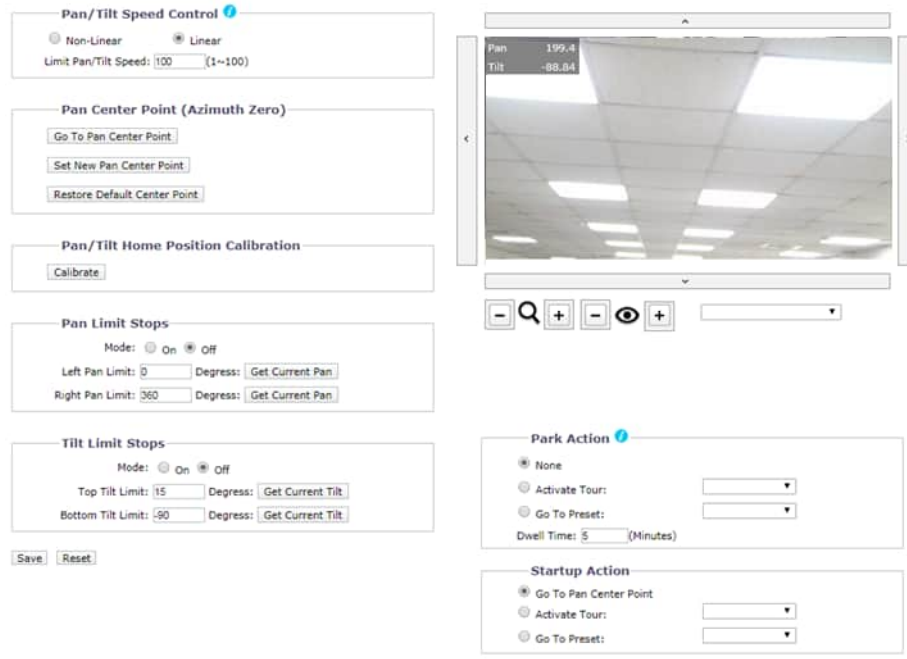 Pan/Tilt Speed Control
Non-Linear Linear
Limit Pan/Tilt Speed: 100 (1~100)
Pan Center Point (Azimuth Zero)
Go To Pan Center Point
Set New Pan Center Point
Restore Default Center Point
Pan/Tilt Home Position Calibration
Calibrate
Pan Limit Stops
Mode: On Off
Left Pan Limit: 0 Degress: Get Current Pan
Right Pan Limit: 360 Degress: Get Current Pan
Tilt Limit Stops
Mode: On Off
Top Tilt Limit: 15 Degress: Get Current Tilt
Bottom Tilt Limit: -90 Degress: Get Current Tilt
Save Reset
Pan 199.4
Tilt -88.84
Park Action
None
Activate Tour:
Go To Preset:
Dwell Time: 5 (Minutes)
Startup Action
Go To Pan Center Point
Activate Tour:
Go To Preset: